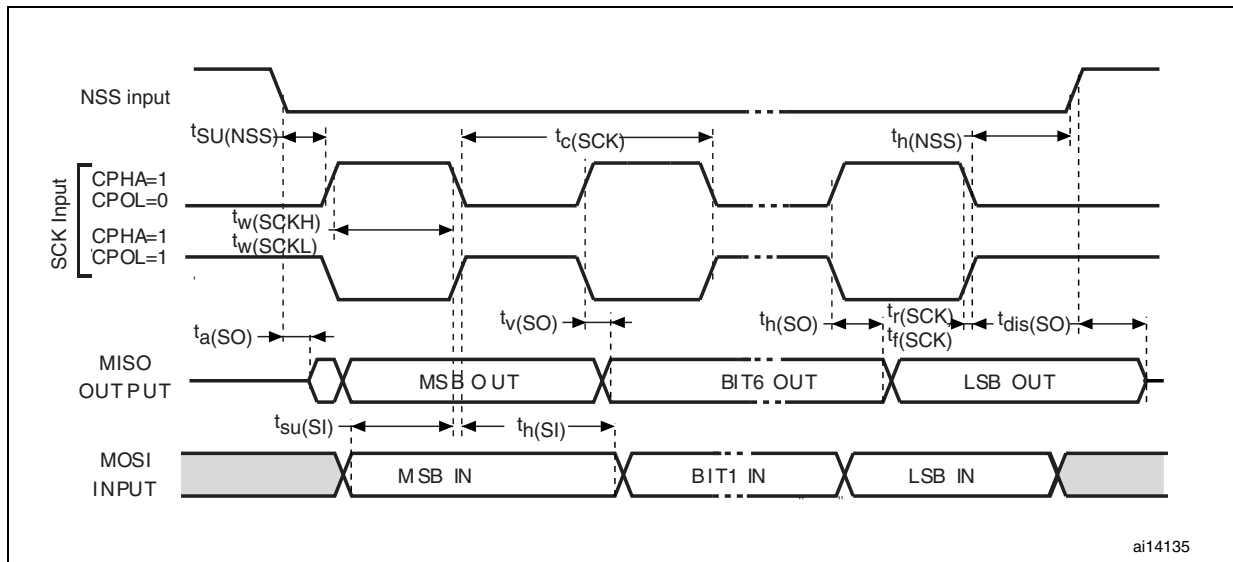 NSS input
tSU(NSS)
tc(SCK)
th(NSS)
SCK Input
CPHA=1
CPOL=0
tw(SCKH)
tw(SCKL)
CPHA=1
CPOL=1
ta(SO)
tv(SO)
th(SO)
tr(SCK)
tf(SCK)
tdis(SO)
MISO
OUTPUT
MSB OUT
BIT6 OUT
LSB OUT
tsu(SI)
th(SI)
MOSI
INPUT
MSB IN
BIT1 IN
LSB IN
ai14135